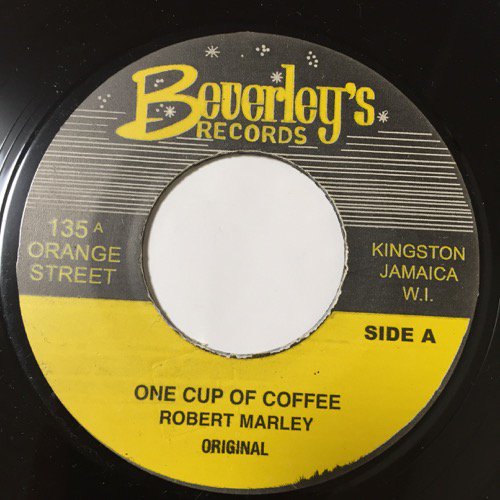 Beverley's
RECORDS
135 A
ORANGE
STREET
KINGSTON
JAMAICA
W.I.
SIDE A
ONE CUP OF COFFEE
ROBERT MARLEY
ORIGINAL